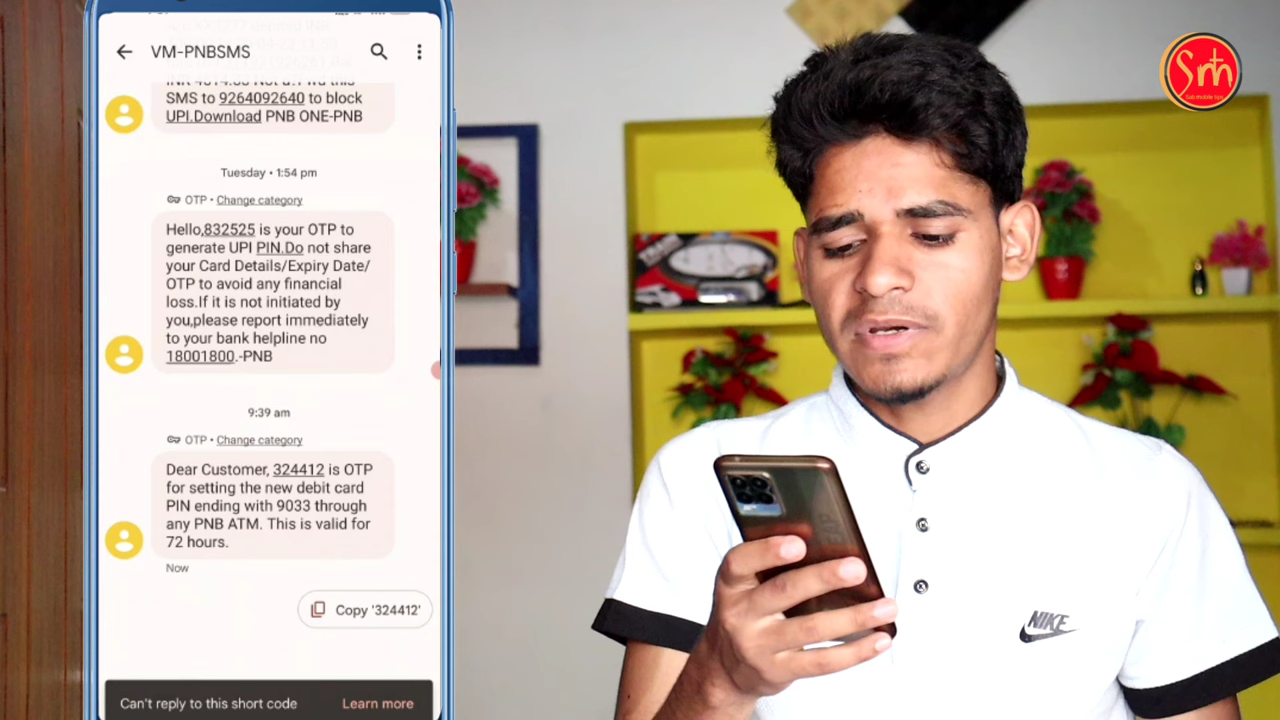 VM-PNBSMS
SMS to 9264092640 to block
UPI.Download PNB ONE-PNB
Tuesday • 1:54 pm
OTP • Change category
Hello,832525 is your OTP to
generate UPI PIN.Do not share
your Card Details/Expiry Date/
OTP to avoid any financial
loss.If it is not initiated by
you,please report immediately
to your bank helpline no
18001800.-PNB
9:39 am
OTP • Change category
Dear Customer, 324412 is OTP
for setting the new debit card
PIN ending with 9033 through
any PNB ATM. This is valid for
72 hours.
Now
Copy '324412'
Can't reply to this short code
Learn more
Smt
Sab mobile tips
NIKE